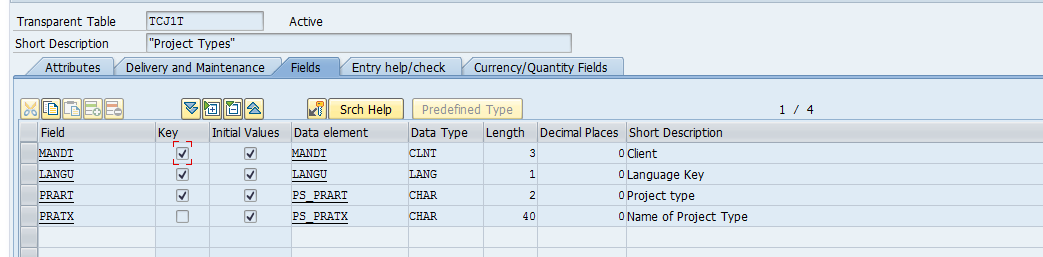 Transparent Table TCJ1T Active
Short Description "Project Types"
Attributes Delivery and Maintenance Fields Entry help/check Currency/Quantity Fields
Srch Help Predefined Type 1 / 4
Field Key Initial Values Data element Data Type Length Decimal Places Short Description
MANDT MANDT CLNT 3 0 Client
LANGU LANGU LANG 1 0 Language Key
PRART PS_PRART CHAR 2 0 Project type
PRATX PS_PRATX CHAR 40 0 Name of Project Type